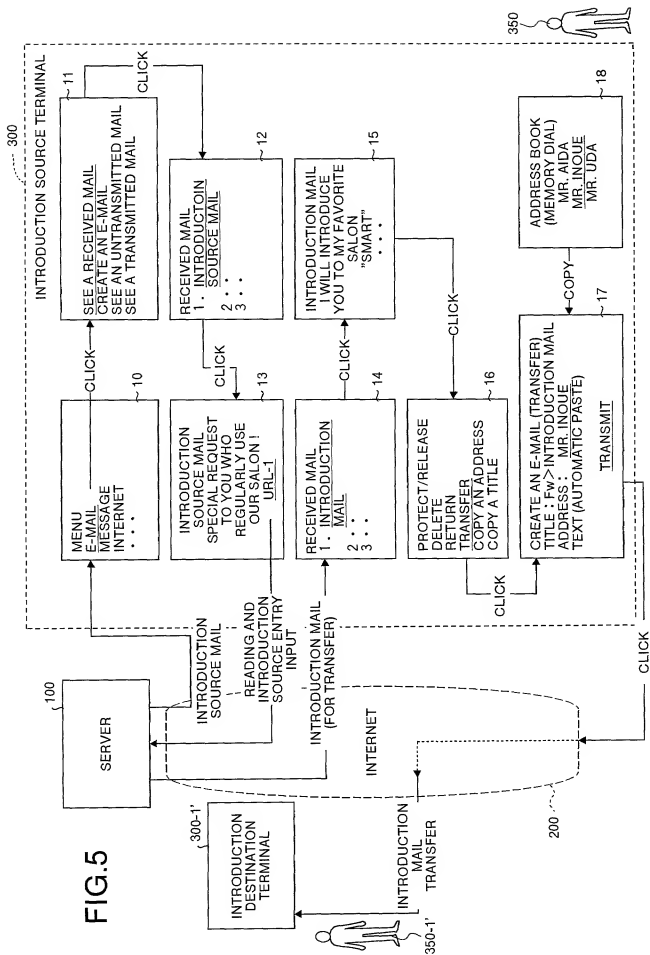 FIG.5
300
INTRODUCTION SOURCE TERMINAL
350
100
SERVER
INTRODUCTION
SOURCE MAIL
READING AND
INTRODUCTION
SOURCE ENTRY
INPUT
INTRODUCTION MAIL
(FOR TRANSFER)
INTERNET
200
300-1'
INTRODUCTION
DESTINATION
TERMINAL
INTRODUCTION
MAIL
TRANSFER
350-1'
10
MENU
E-MAIL
MESSAGE
INTERNET
· · ·
CLICK
11
SEE A RECEIVED MAIL
CREATE AN E-MAIL
SEE AN UNTRANSMITTED MAIL
SEE A TRANSMITTED MAIL
CLICK
12
RECEIVED MAIL
1. INTRODUCTOIN
SOURCE MAIL
2 · ·
3 · ·
CLICK
13
INTRODUCTION
SOURCE MAIL
SPECIAL REQUEST
TO YOU WHO
REGULARLY USE
OUR SALON !
URL-1
14
RECEIVED MAIL
1. INTRODUCTION
MAIL
2 · ·
3 · ·
CLICK
15
INTRODUCTION MAIL
I WILL INTRODUCE
YOU TO MY FAVORITE
SALON
"SMART"
· · ·
CLICK
16
PROTECT/RELEASE
DELETE
RETURN
TRANSFER
COPY AN ADDRESS
COPY A TITLE
CLICK
17
CREATE AN E-MAIL (TRANSFER)
TITLE : Fw>INTRODUCTION MAIL
ADDRESS : MR. INOUE
TEXT (AUTOMATIC PASTE)
TRANSMIT
COPY
18
ADDRESS BOOK
(MEMORY DIAL)
MR. AIDA
MR. INOUE
MR. UDA
CLICK